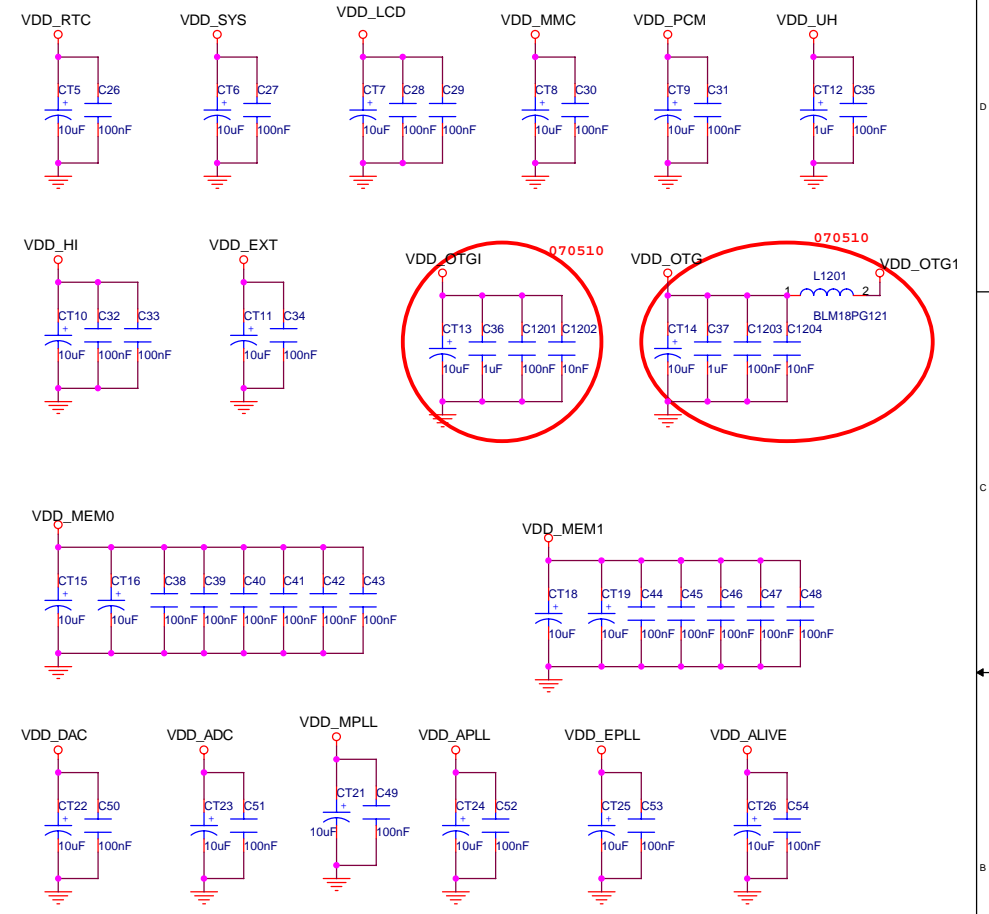 VDD_RTC VDD_SYS VDD_LCD VDD_MMC VDD_PCM VDD_UH
CT5 C26 CT6 C27 CT7 C28 C29 CT8 C30 CT9 C31 CT12 C35
+ + + + + +
10uF 100nF 10uF 100nF 10uF 100nF 100nF 10uF 100nF 10uF 100nF 1uF 100nF
D
VDD_HI VDD_EXT VDD_OTGI 070510 VDD_OTG 070510 VDD_OTG1
L1201
1 2
BLM18PG121
CT10 C32 C33 CT11 C34 CT13 C36 C1201 C1202 CT14 C37 C1203 C1204
+ + + +
10uF 100nF 100nF 10uF 100nF 10uF 1uF 100nF 10nF 10uF 1uF 100nF 10nF
C
VDD_MEM0 VDD_MEM1
CT15 CT16 C38 C39 C40 C41 C42 C43 CT18 CT19 C44 C45 C46 C47 C48
+ + + +
10uF 10uF 100nF 100nF 100nF 100nF 100nF 100nF 10uF 10uF 100nF 100nF 100nF 100nF 100nF
VDD_DAC VDD_ADC VDD_MPLL VDD_APLL VDD_EPLL VDD_ALIVE
CT22 C50 CT23 C51 CT21 C49 CT24 C52 CT25 C53 CT26 C54
+ + + + + +
10uF 100nF 10uF 100nF 10uF 100nF 10uF 100nF 10uF 100nF 10uF 100nF
B